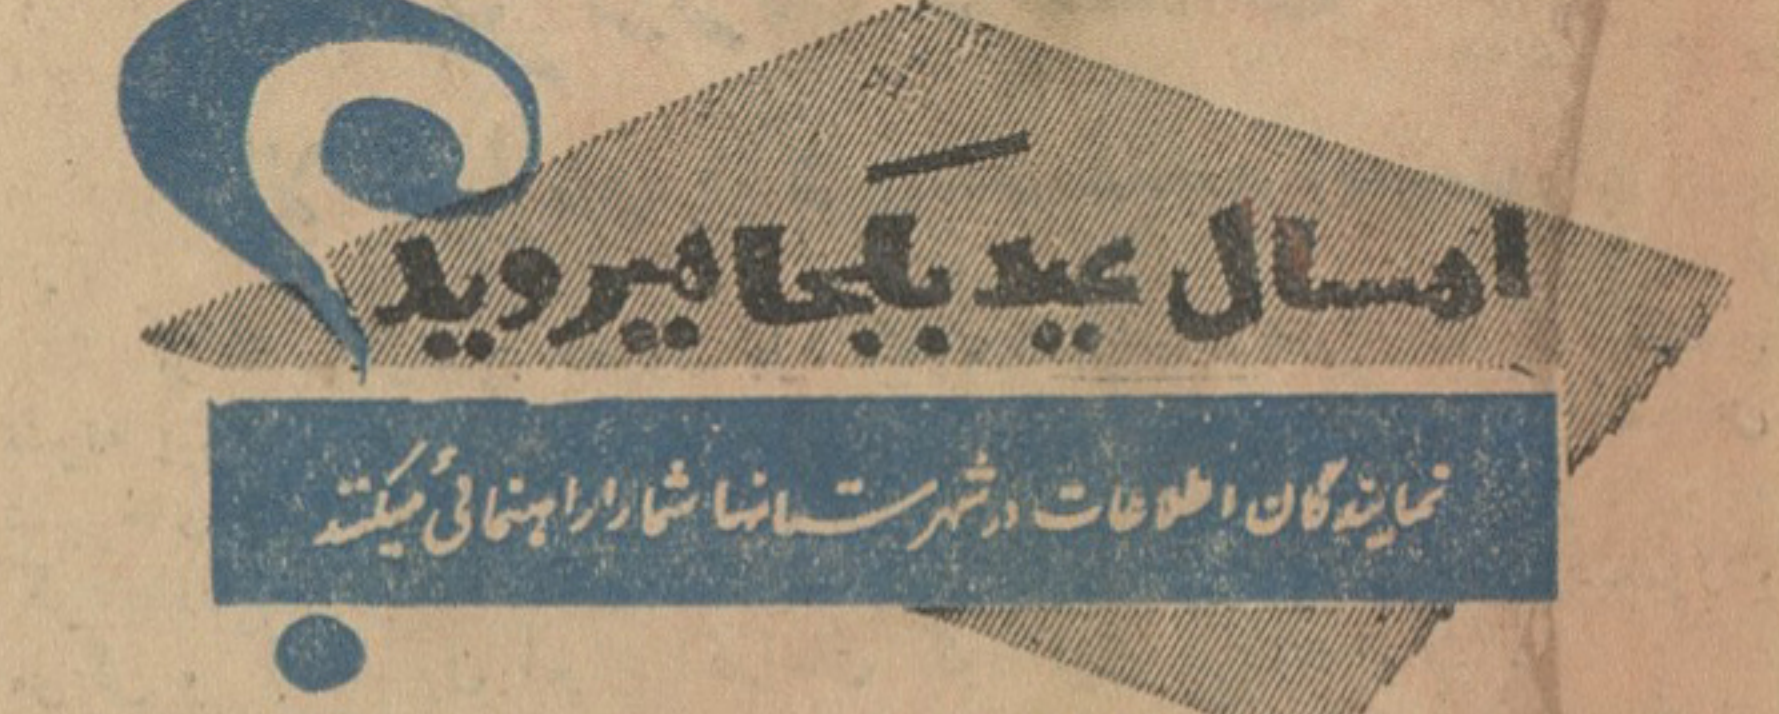 امسال عید بکجا میروید؟
نمایندگان اطلاعات در شهرستانها شما را راهنمائی میکنند